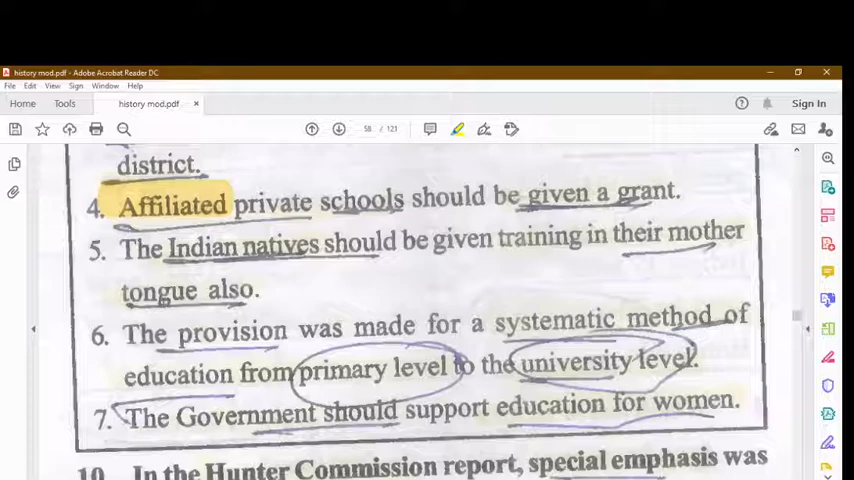 history mod.pdf - Adobe Acrobat Reader DC
File Edit View Sign Window Help
Home Tools history mod.pdf × Sign In
58 / 121
district.
4. Affiliated private schools should be given a grant.
5. The Indian natives should be given training in their mother
tongue also.
6. The provision was made for a systematic method of
education from primary level to the university level.
7. The Government should support education for women.
10. In the Hunter Commission report, special emphasis was